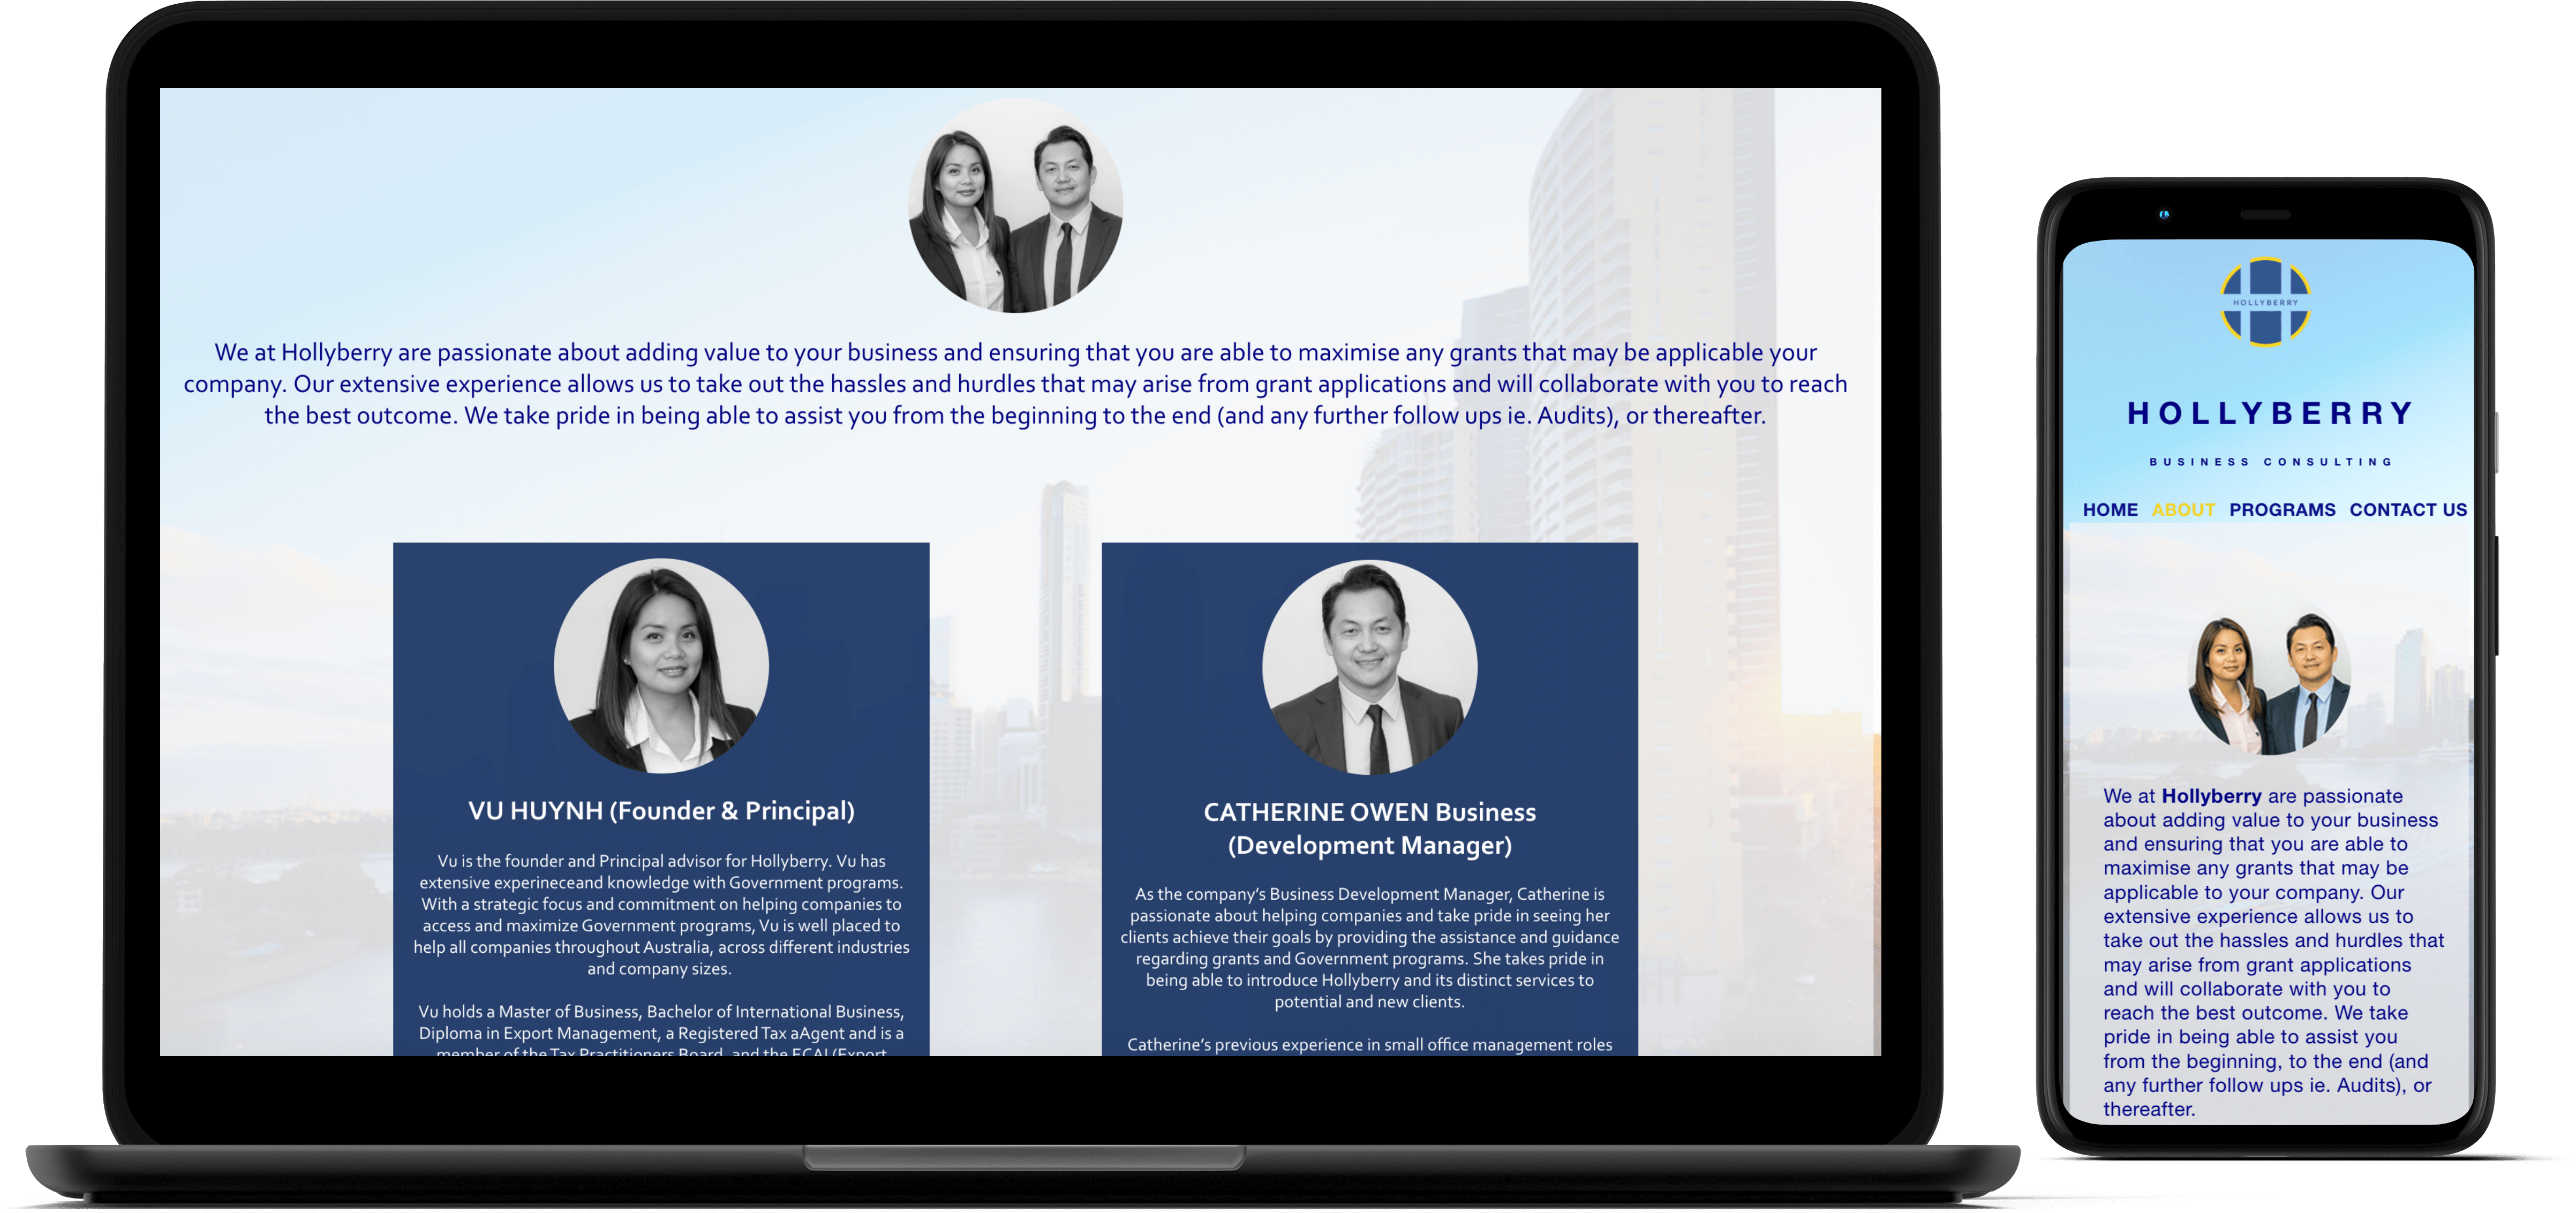 We at Hollyberry are passionate about adding value to your business and ensuring that you are able to maximise any grants that may be applicable your
company. Our extensive experience allows us to take out the hassles and hurdles that may arise from grant applications and will collaborate with you to reach
the best outcome. We take pride in being able to assist you from the beginning to the end (and any further follow ups ie. Audits), or thereafter.
VU HUYNH (Founder & Principal)
Vu is the founder and Principal advisor for Hollyberry. Vu has
extensive experineceand knowledge with Government programs.
With a strategic focus and commitment on helping companies to
access and maximize Government programs, Vu is well placed to
help all companies throughout Australia, across different industries
and company sizes.
Vu holds a Master of Business, Bachelor of International Business,
Diploma in Export Management, a Registered Tax aAgent and is a
member of the Tax Practitioners Board, and the ECAI (Export
CATHERINE OWEN Business
(Development Manager)
As the company's Business Development Manager, Catherine is
passionate about helping companies and take pride in seeing her
clients achieve their goals by providing the assistance and guidance
regarding grants and Government programs. She takes pride in
being able to introduce Hollyberry and its distinct services to
potential and new clients.
Catherine's previous experience in small office management roles
HOLLYBERRY
HOLLYBERRY
BUSINESS CONSULTING
HOME ABOUT PROGRAMS CONTACT US
We at Hollyberry are passionate
about adding value to your business
and ensuring that you are able to
maximise any grants that may be
applicable to your company. Our
extensive experience allows us to
take out the hassles and hurdles that
may arise from grant applications
and will collaborate with you to
reach the best outcome. We take
pride in being able to assist you
from the beginning, to the end (and
any further follow ups ie. Audits), or
thereafter.